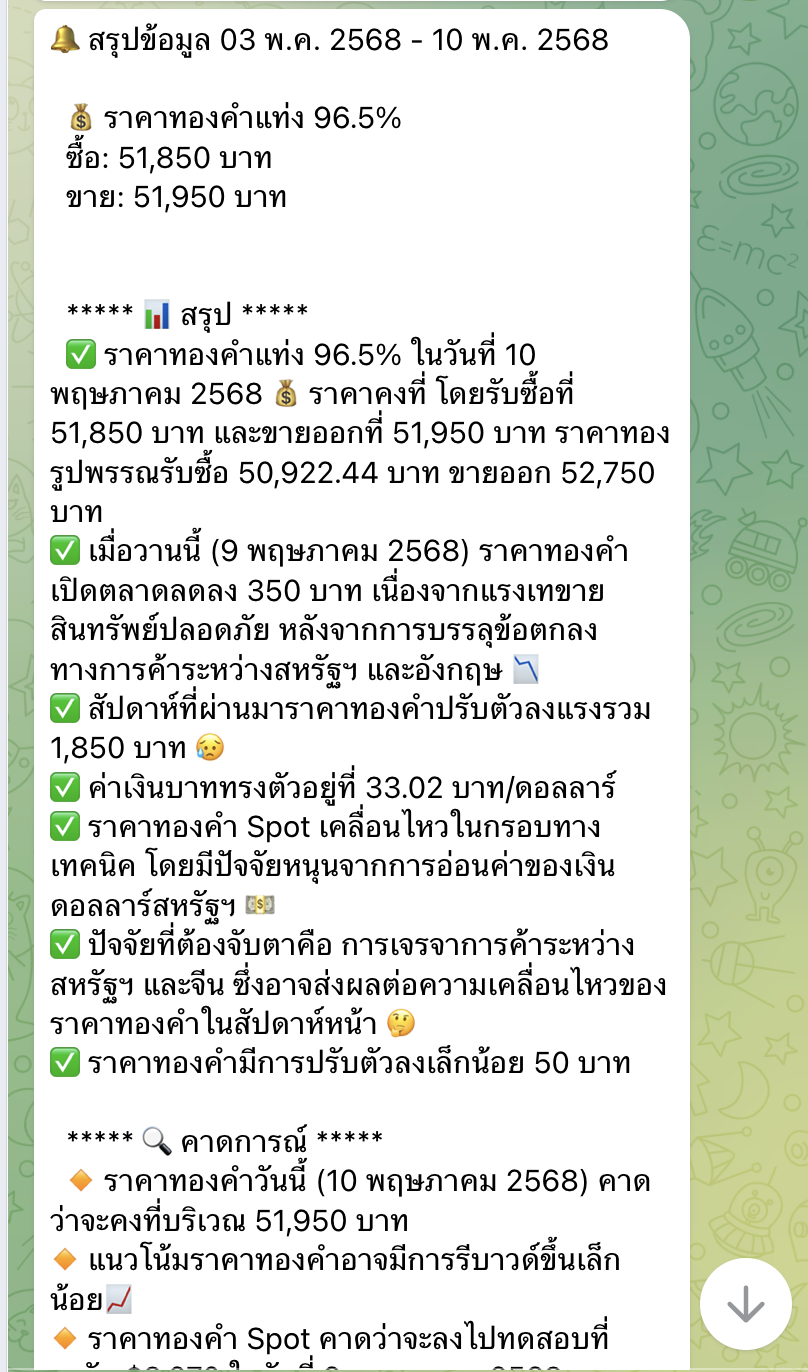 🔔 สรุปข้อมูล 03 พ.ค. 2568 - 10 พ.ค. 2568
💰 ราคาทองคำแท่ง 96.5%
ซื้อ: 51,850 บาท
ขาย: 51,950 บาท
***** 📊 สรุป *****
✅ ราคาทองคำแท่ง 96.5% ในวันที่ 10
พฤษภาคม 2568 💰 ราคาคงที่ โดยรับซื้อที่
51,850 บาท และขายออกที่ 51,950 บาท ราคาทอง
รูปพรรณรับซื้อ 50,922.44 บาท ขายออก 52,750
บาท
✅ เมื่อวานนี้ (9 พฤษภาคม 2568) ราคาทองคำ
เปิดตลาดลดลง 350 บาท เนื่องจากแรงเทขาย
สินทรัพย์ปลอดภัย หลังจากการบรรลุข้อตกลง
ทางการค้าระหว่างสหรัฐฯ และอังกฤษ 📉
✅ สัปดาห์ที่ผ่านมาราคาทองคำปรับตัวลงแรงรวม
1,850 บาท 😥
✅ ค่าเงินบาททรงตัวอยู่ที่ 33.02 บาท/ดอลลาร์
✅ ราคาทองคำ Spot เคลื่อนไหวในกรอบทาง
เทคนิค โดยมีปัจจัยหนุนจากการอ่อนค่าของเงิน
ดอลลาร์สหรัฐฯ 💵
✅ ปัจจัยที่ต้องจับตาคือ การเจรจาการค้าระหว่าง
สหรัฐฯ และจีน ซึ่งอาจส่งผลต่อความเคลื่อนไหวของ
ราคาทองคำในสัปดาห์หน้า 🤔
✅ ราคาทองคำมีการปรับตัวลงเล็กน้อย 50 บาท
***** 🔍 คาดการณ์ *****
🔸 ราคาทองคำวันนี้ (10 พฤษภาคม 2568) คาด
ว่าจะคงที่บริเวณ 51,950 บาท
🔸 แนวโน้มราคาทองคำอาจมีการรีบาวด์ขึ้นเล็ก
น้อย📈
🔸 ราคาทองคำ Spot คาดว่าจะลงไปทดสอบที่
E=mc²